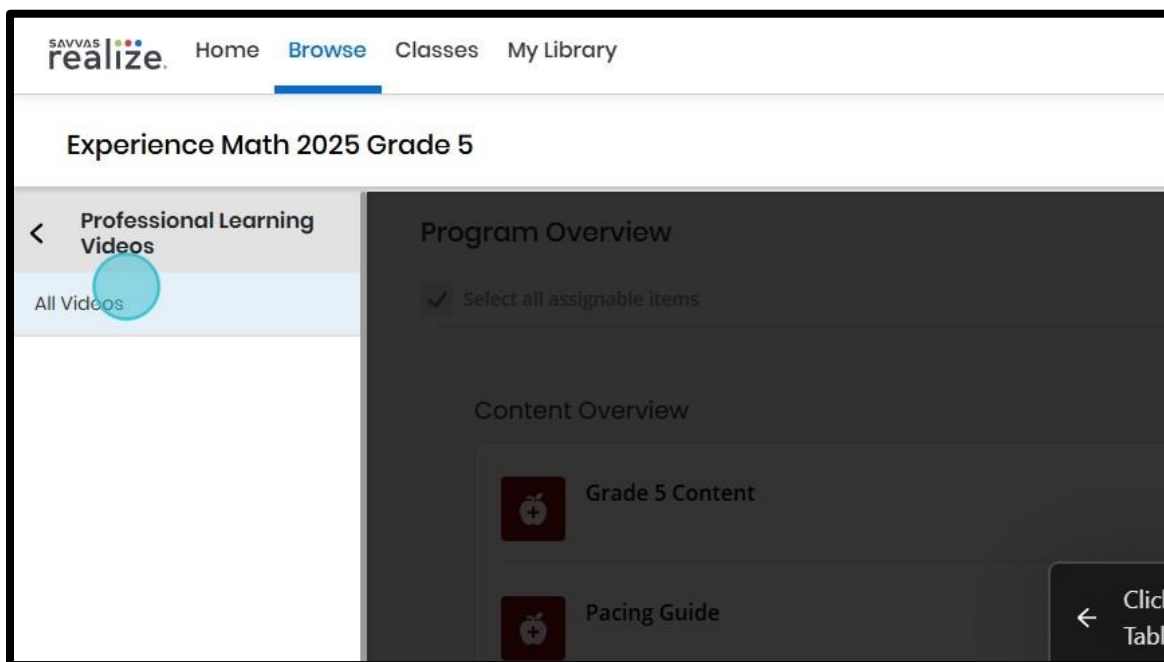 SAVVAS
realize.
Home Browse Classes My Library
Experience Math 2025 Grade 5
Professional Learning
Videos
All Videos
Program Overview
Select all assignable items
Content Overview
Grade 5 Content
Pacing Guide